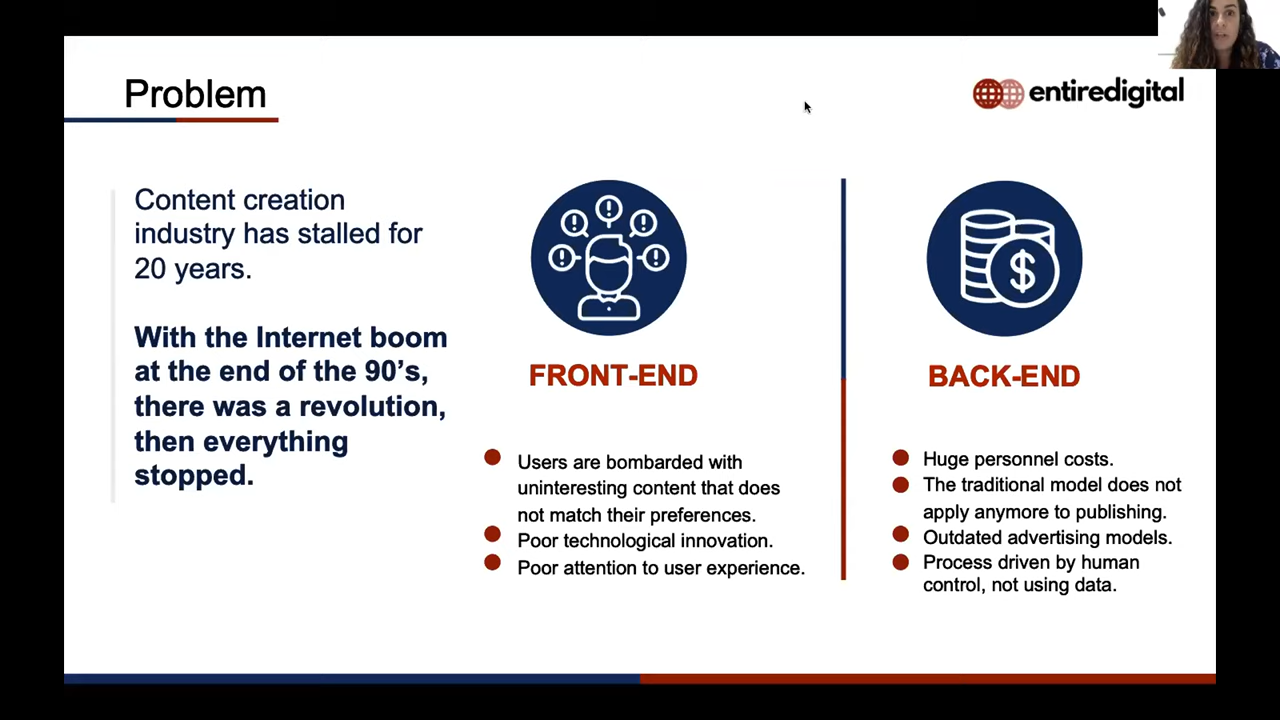 Problem
entiredigital
Content creation
industry has stalled for
20 years.
With the Internet boom
at the end of the 90’s,
there was a revolution,
then everything
stopped.
FRONT-END
Users are bombarded with
uninteresting content that does
not match their preferences.
Poor technological innovation.
Poor attention to user experience.
$
BACK-END
Huge personnel costs.
The traditional model does not
apply anymore to publishing.
Outdated advertising models.
Process driven by human
control, not using data.